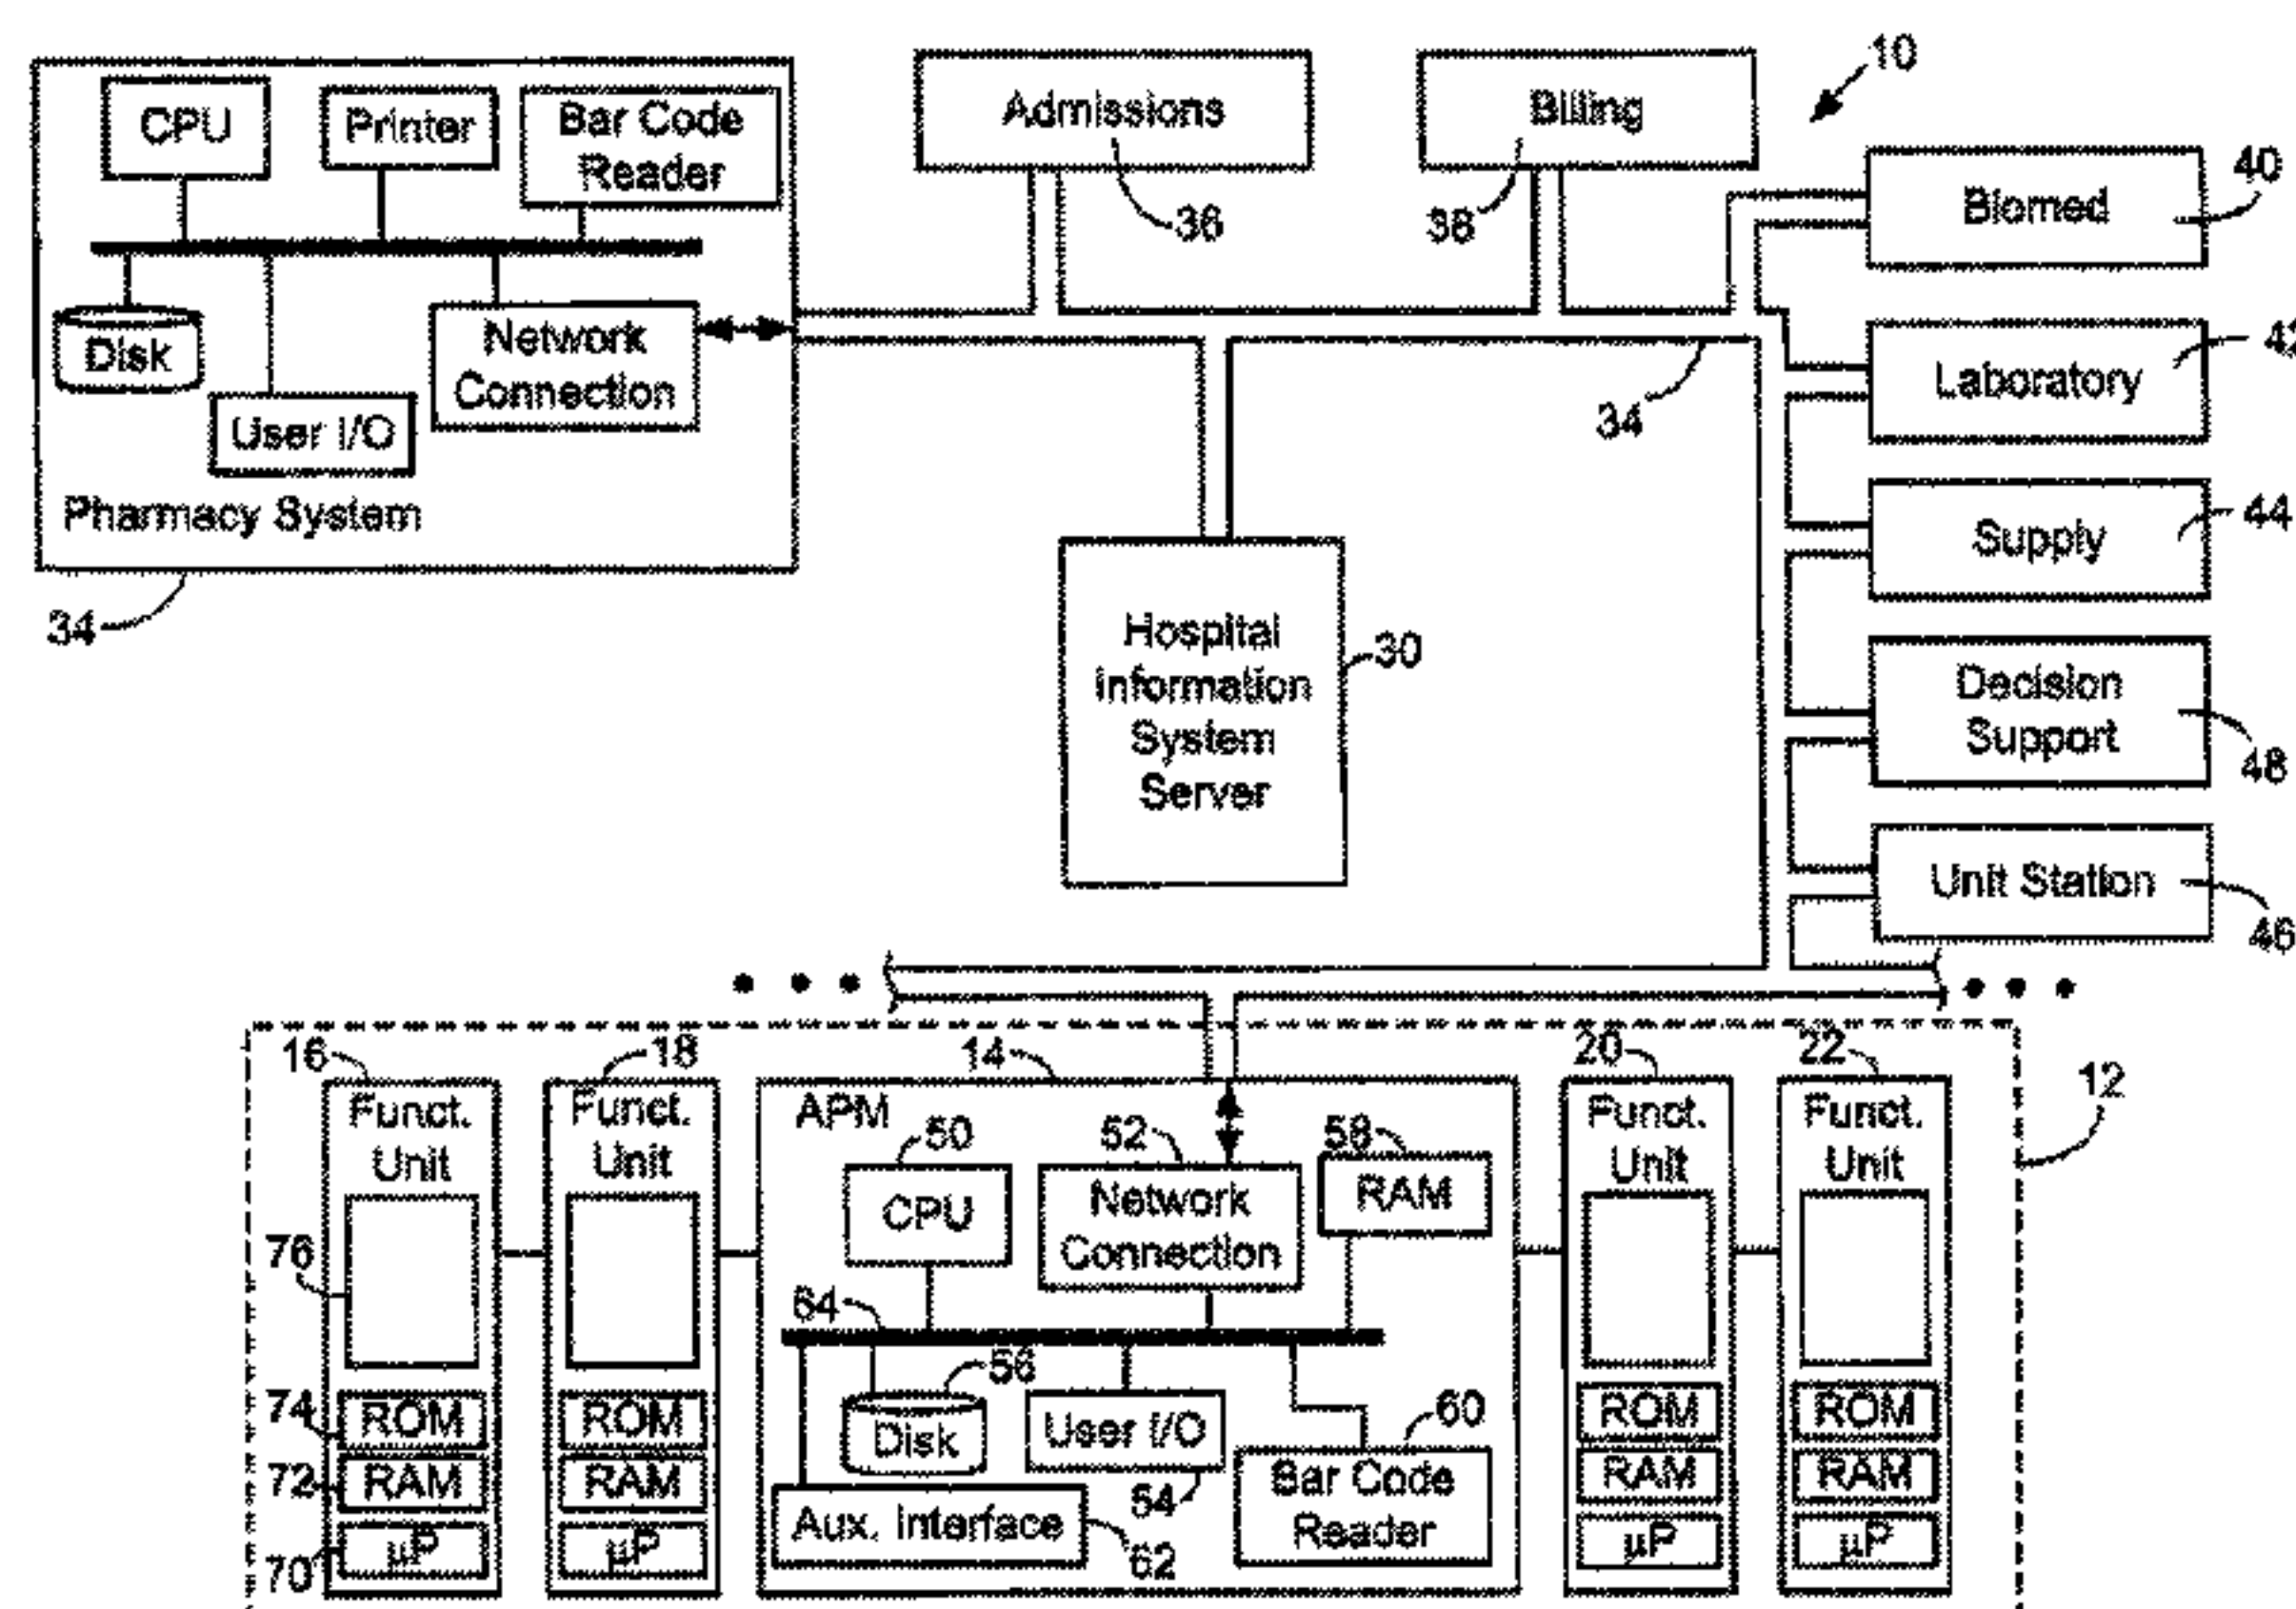 CPU
Printer
Bar Code
Reader
Disk
User I/O
Network
Connection
Pharmacy System
34
Admissions
36
Billing
38
10
Biomed
40
Laboratory
42
34
Supply
44
Decision
Support
48
Unit Station
46
Hospital
Information
System
Server
30
12
16
Funct.
Unit
76
74
ROM
72
RAM
70
µP
18
Funct.
Unit
ROM
RAM
µP
14
APM
50
CPU
52
Network
Connection
58
RAM
64
56
Disk
User I/O
54
60
Bar Code
Reader
Aux. Interface
62
20
Funct.
Unit
ROM
RAM
µP
22
Funct.
Unit
ROM
RAM
µP